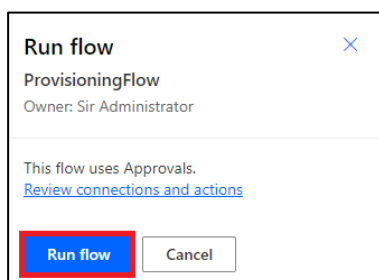 Run flow
ProvisioningFlow
Owner: Sir Administrator
This flow uses Approvals.
Review connections and actions
Run flow
Cancel